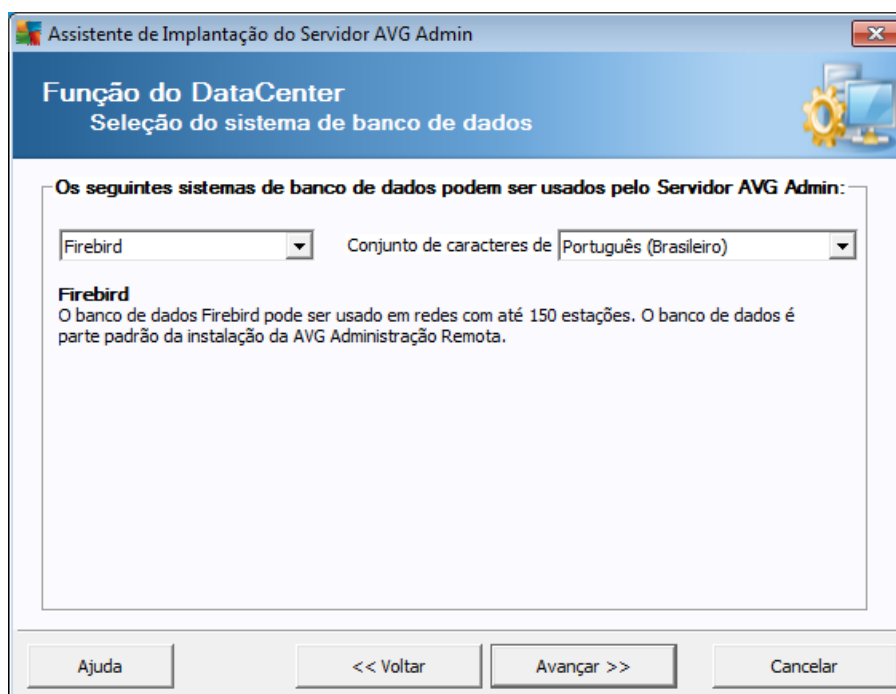 Assistente de Implantação do Servidor AVG Admin
Função do DataCenter
Seleção do sistema de banco de dados
Os seguintes sistemas de banco de dados podem ser usados pelo Servidor AVG Admin:
Firebird Conjunto de caracteres de Português (Brasileiro)
Firebird
O banco de dados Firebird pode ser usado em redes com até 150 estações. O banco de dados é
parte padrão da instalação da AVG Administração Remota.
Ajuda << Voltar Avançar >> Cancelar